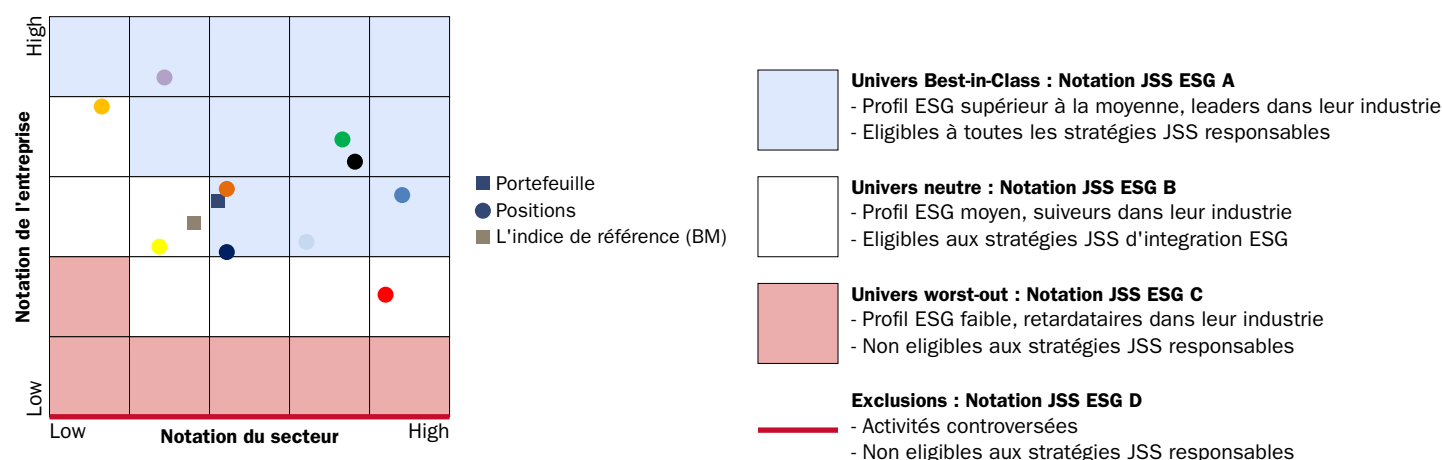 High
Notation de l'entreprise
Low
Low
Notation du secteur
High
Portefeuille
Positions
L'indice de référence (BM)
Univers Best-in-Class : Notation JSS ESG A
- Profil ESG supérieur à la moyenne, leaders dans leur industrie
- Eligibles à toutes les stratégies JSS responsables
Univers neutre : Notation JSS ESG B
- Profil ESG moyen, suiveurs dans leur industrie
- Eligibles aux stratégies JSS d'integration ESG
Univers worst-out : Notation JSS ESG C
- Profil ESG faible, retardataires dans leur industrie
- Non eligibles aux stratégies JSS responsables
Exclusions : Notation JSS ESG D
- Activités controversées
- Non eligibles aux stratégies JSS responsables